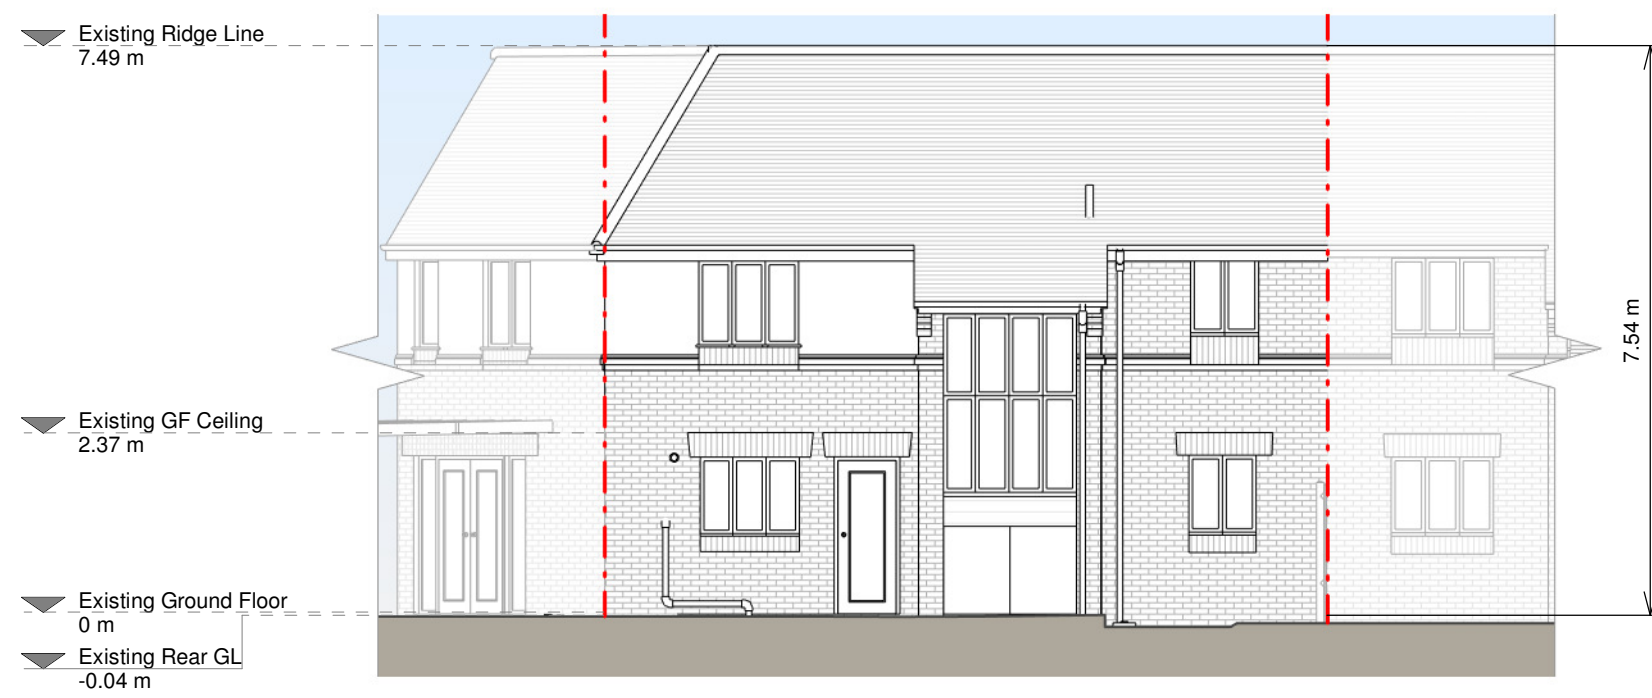 Existing Ridge Line
7.49 m
Existing GF Ceiling
2.37 m
Existing Ground Floor
0 m
Existing Rear GL
-0.04 m
7.54 m